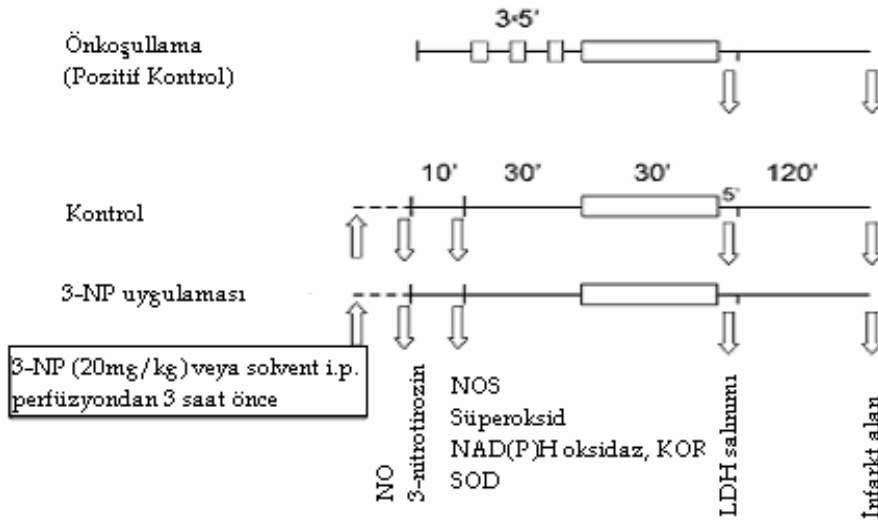 3×5'
Önkoşullama
(Pozitif Kontrol)
10' 30' 30' 5' 120'
Kontrol
3-NP uygulaması
3-NP (20mg/kg) veya solvent i.p.
perfüzyondan 3 saat önce
NO
3-nitrotirozin
NOS
Süperoksid
NAD(P)H oksidaz, KOR
SOD
LDH salınımı
İnfarkt alan